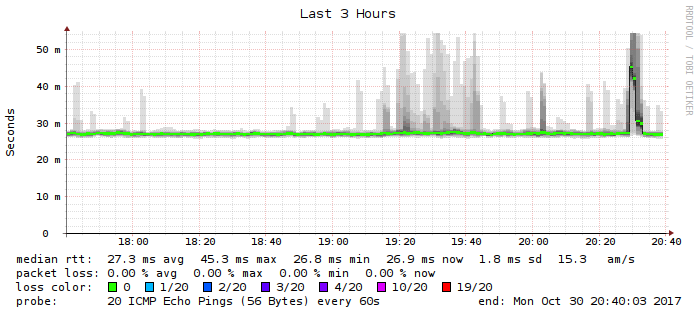 Last 3 Hours
RRDTOOL / TOBI OETIKER
Seconds
50 m
40 m
30 m
20 m
10 m
0
18:00 18:20 18:40 19:00 19:20 19:40 20:00 20:20 20:40
median rtt: 27.3 ms avg 45.3 ms max 26.8 ms min 26.9 ms now 1.8 ms sd 15.3 am/s
packet loss: 0.00 % avg 0.00 % max 0.00 % min 0.00 % now
loss color: 0 1/20 2/20 3/20 4/20 10/20 19/20
probe: 20 ICMP Echo Pings (56 Bytes) every 60s end: Mon Oct 30 20:40:03 2017